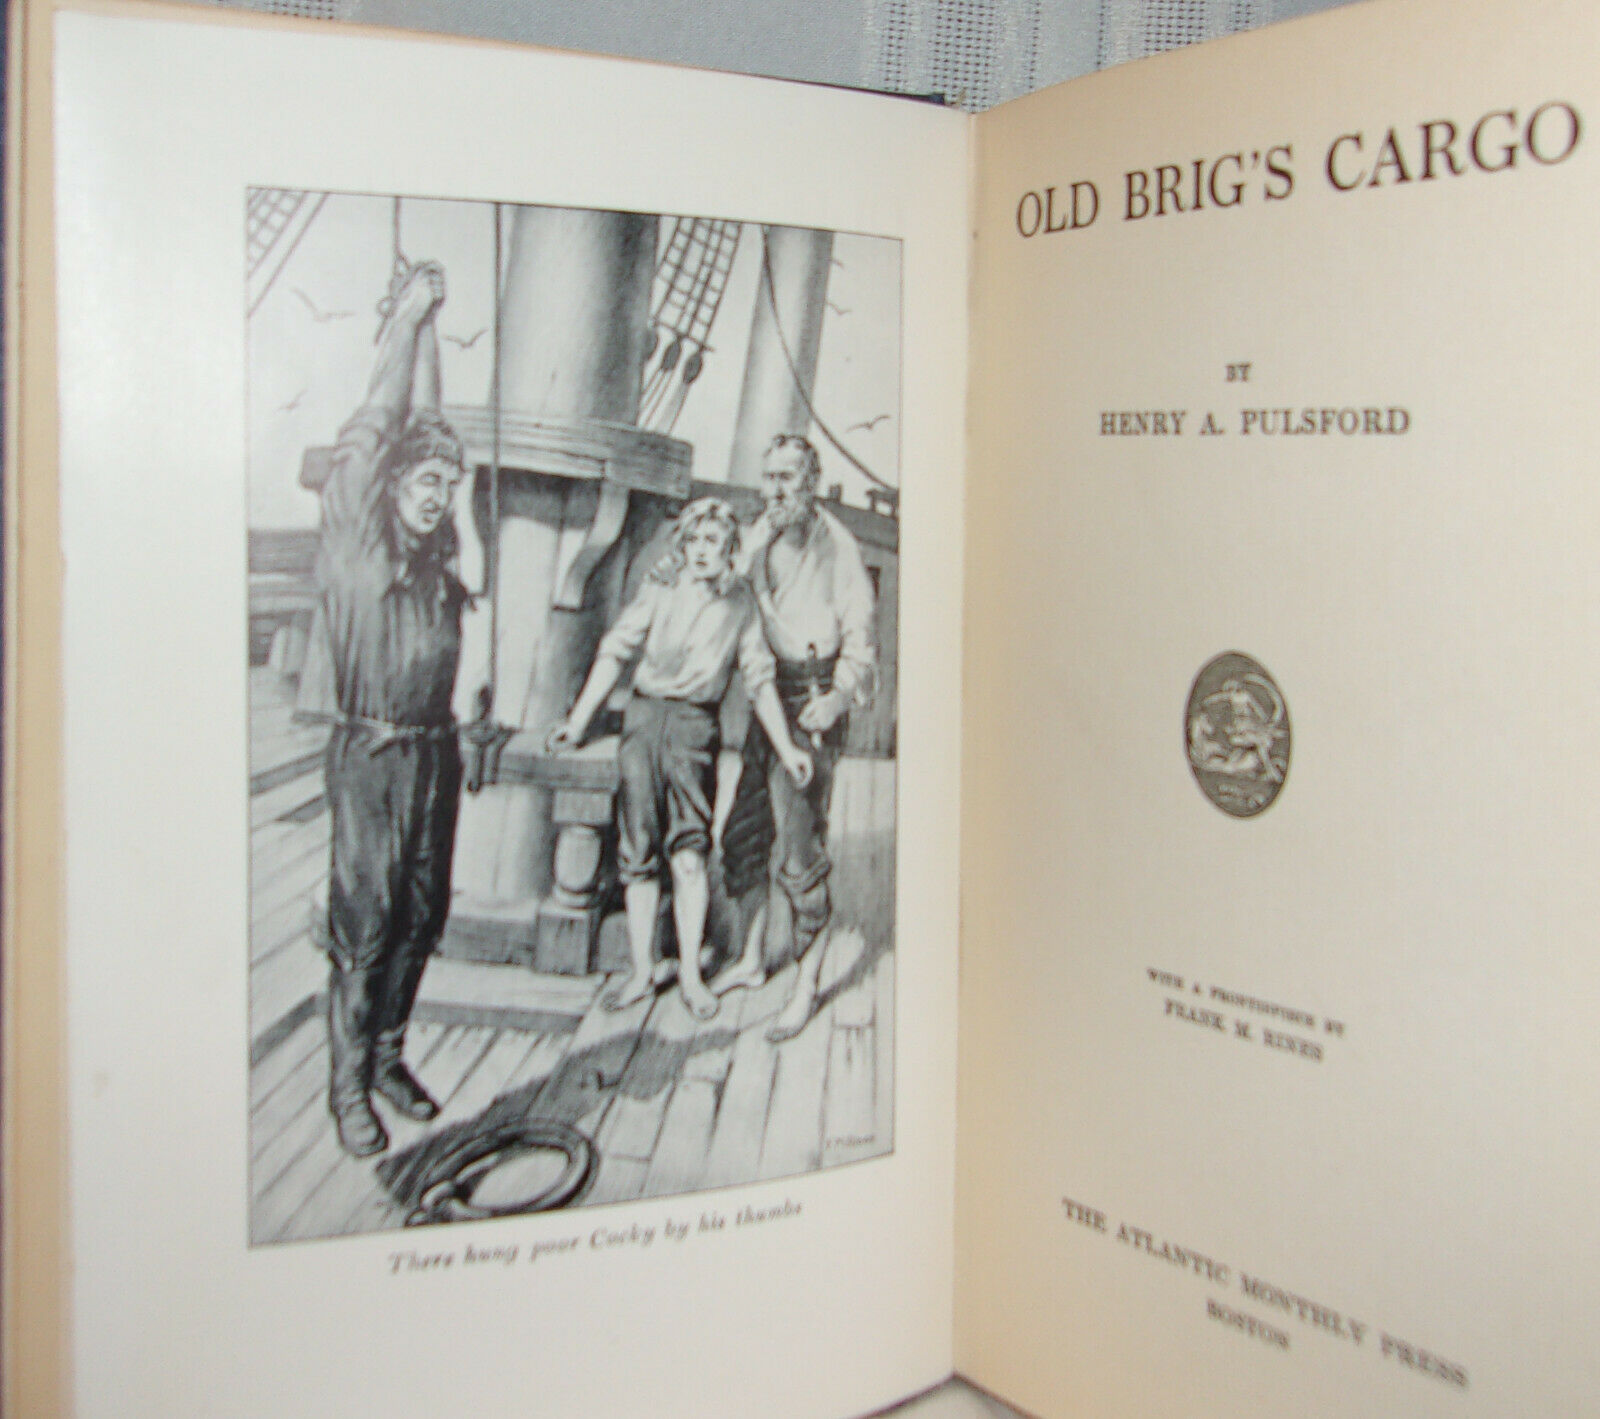 There hung poor Cocky by his thumbs
OLD BRIG'S CARGO
BY
HENRY A. PULSFORD
WITH A FRONTISPIECE BY
FRANK M. RINES
THE ATLANTIC MONTHLY PRESS
BOSTON